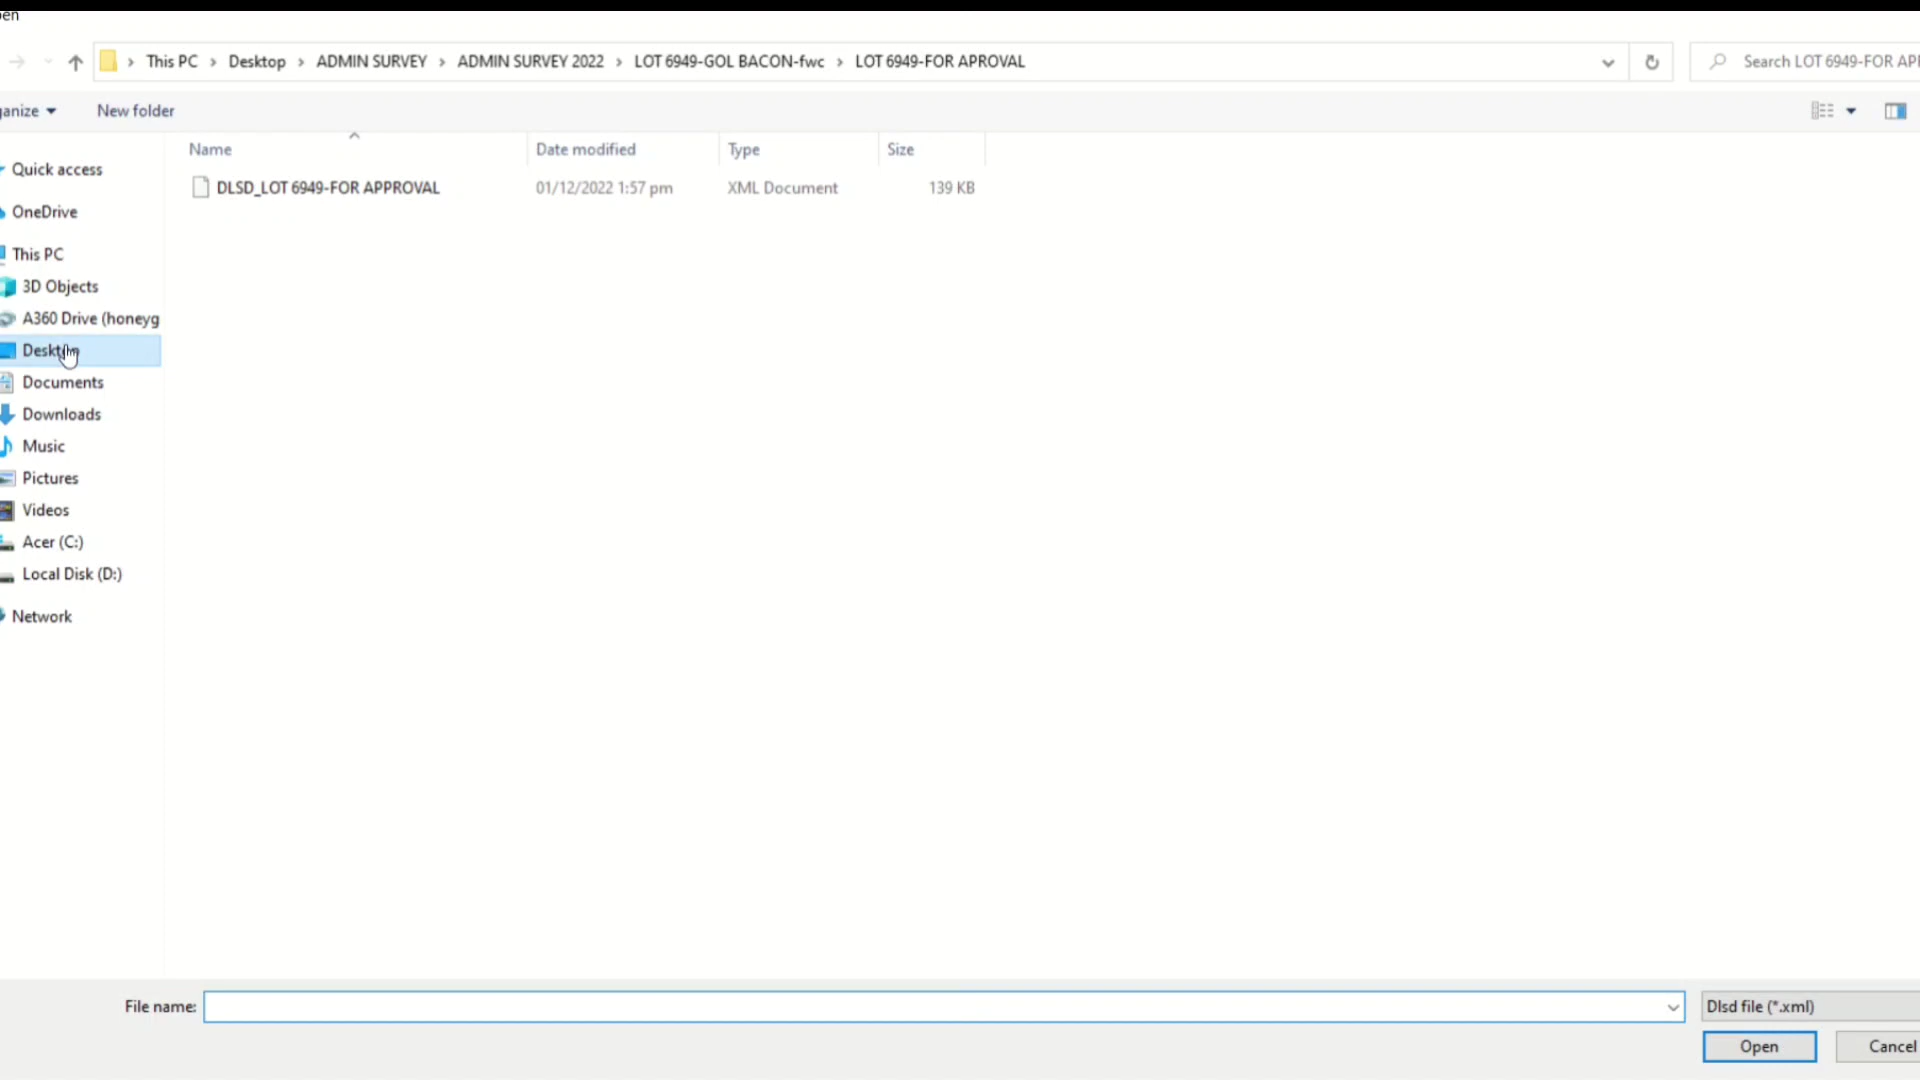 This PC > Desktop > ADMIN SURVEY > ADMIN SURVEY 2022 > LOT 6949-GOL BACON-fwc > LOT 6949-FOR APROVAL
Search LOT 6949-FOR AP
New folder
Name Date modified Type Size
DLSD_LOT 6949-FOR APPROVAL 01/12/2022 1:57 pm XML Document 139 KB
Quick access
OneDrive
This PC
3D Objects
A360 Drive (honeyg
Desktop
Documents
Downloads
Music
Pictures
Videos
Acer (C:)
Local Disk (D:)
Network
File name:
Dlsd file (*.xml)
Open Cancel